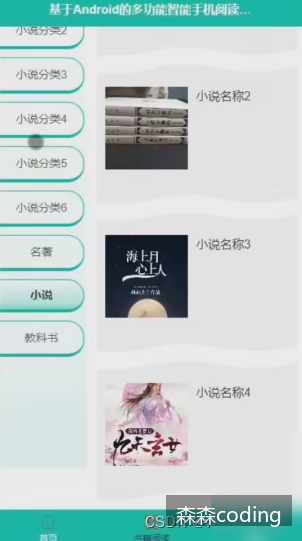 基于Android的多功能智能手机阅读...
小说分类2
小说分类3
小说分类4
小说分类5
小说分类6
名著
小说
教科书
小说名称2
小说名称3
海上月
心上人
小说名称4
九天玄女
首页
书籍阅读
森森coding